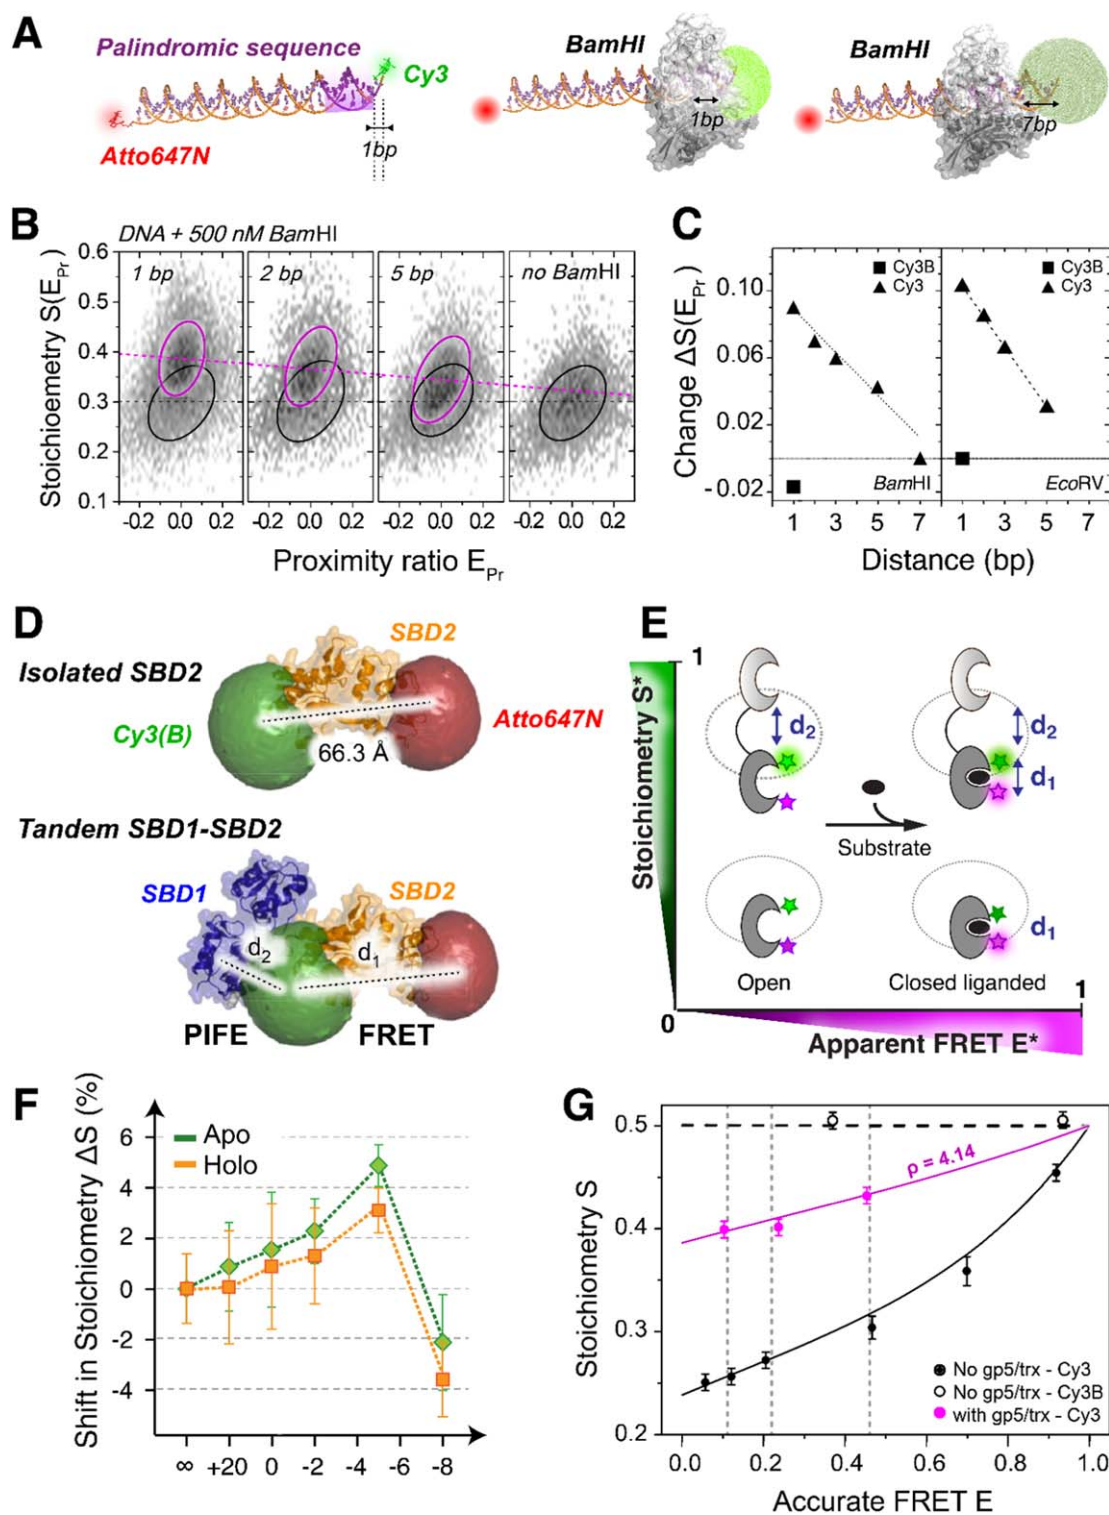 A
Palindromic sequence
Cy3
1bp
Atto647N
BamHI
1bp
BamHI
7bp
B
DNA + 500 nM BamHI
Stoichiometry S(E_Pr)
0.6
0.5
0.4
0.3
0.2
0.1
1 bp
2 bp
5 bp
no BamHI
-0.2 0.0 0.2
-0.2 0.0 0.2
-0.2 0.0 0.2
-0.2 0.0 0.2
Proximity ratio E_Pr
C
Change ΔS(E_Pr)
0.10
0.06
0.02
-0.02
Cy3B
Cy3
Cy3B
Cy3
BamHI
EcoRV
1 3 5 7 1 3 5 7
Distance (bp)
D
SBD2
Isolated SBD2
Cy3(B)
66.3 Å
Atto647N
Tandem SBD1-SBD2
SBD1
SBD2
d2
d1
PIFE
FRET
E
Stoichiometry S*
1
d2
d2
d1
Substrate
d1
Open
Closed liganded
0
1
Apparent FRET E*
F
Shift in Stoichiometry ΔS (%)
Apo
Holo
6
4
2
0
-2
-4
∞ +20 0 -2 -4 -6 -8
G
Stoichiometry S
0.5
0.4
0.3
0.2
ρ = 4.14
No gp5/trx - Cy3
No gp5/trx - Cy3B
with gp5/trx - Cy3
0.0 0.2 0.4 0.6 0.8 1.0
Accurate FRET E